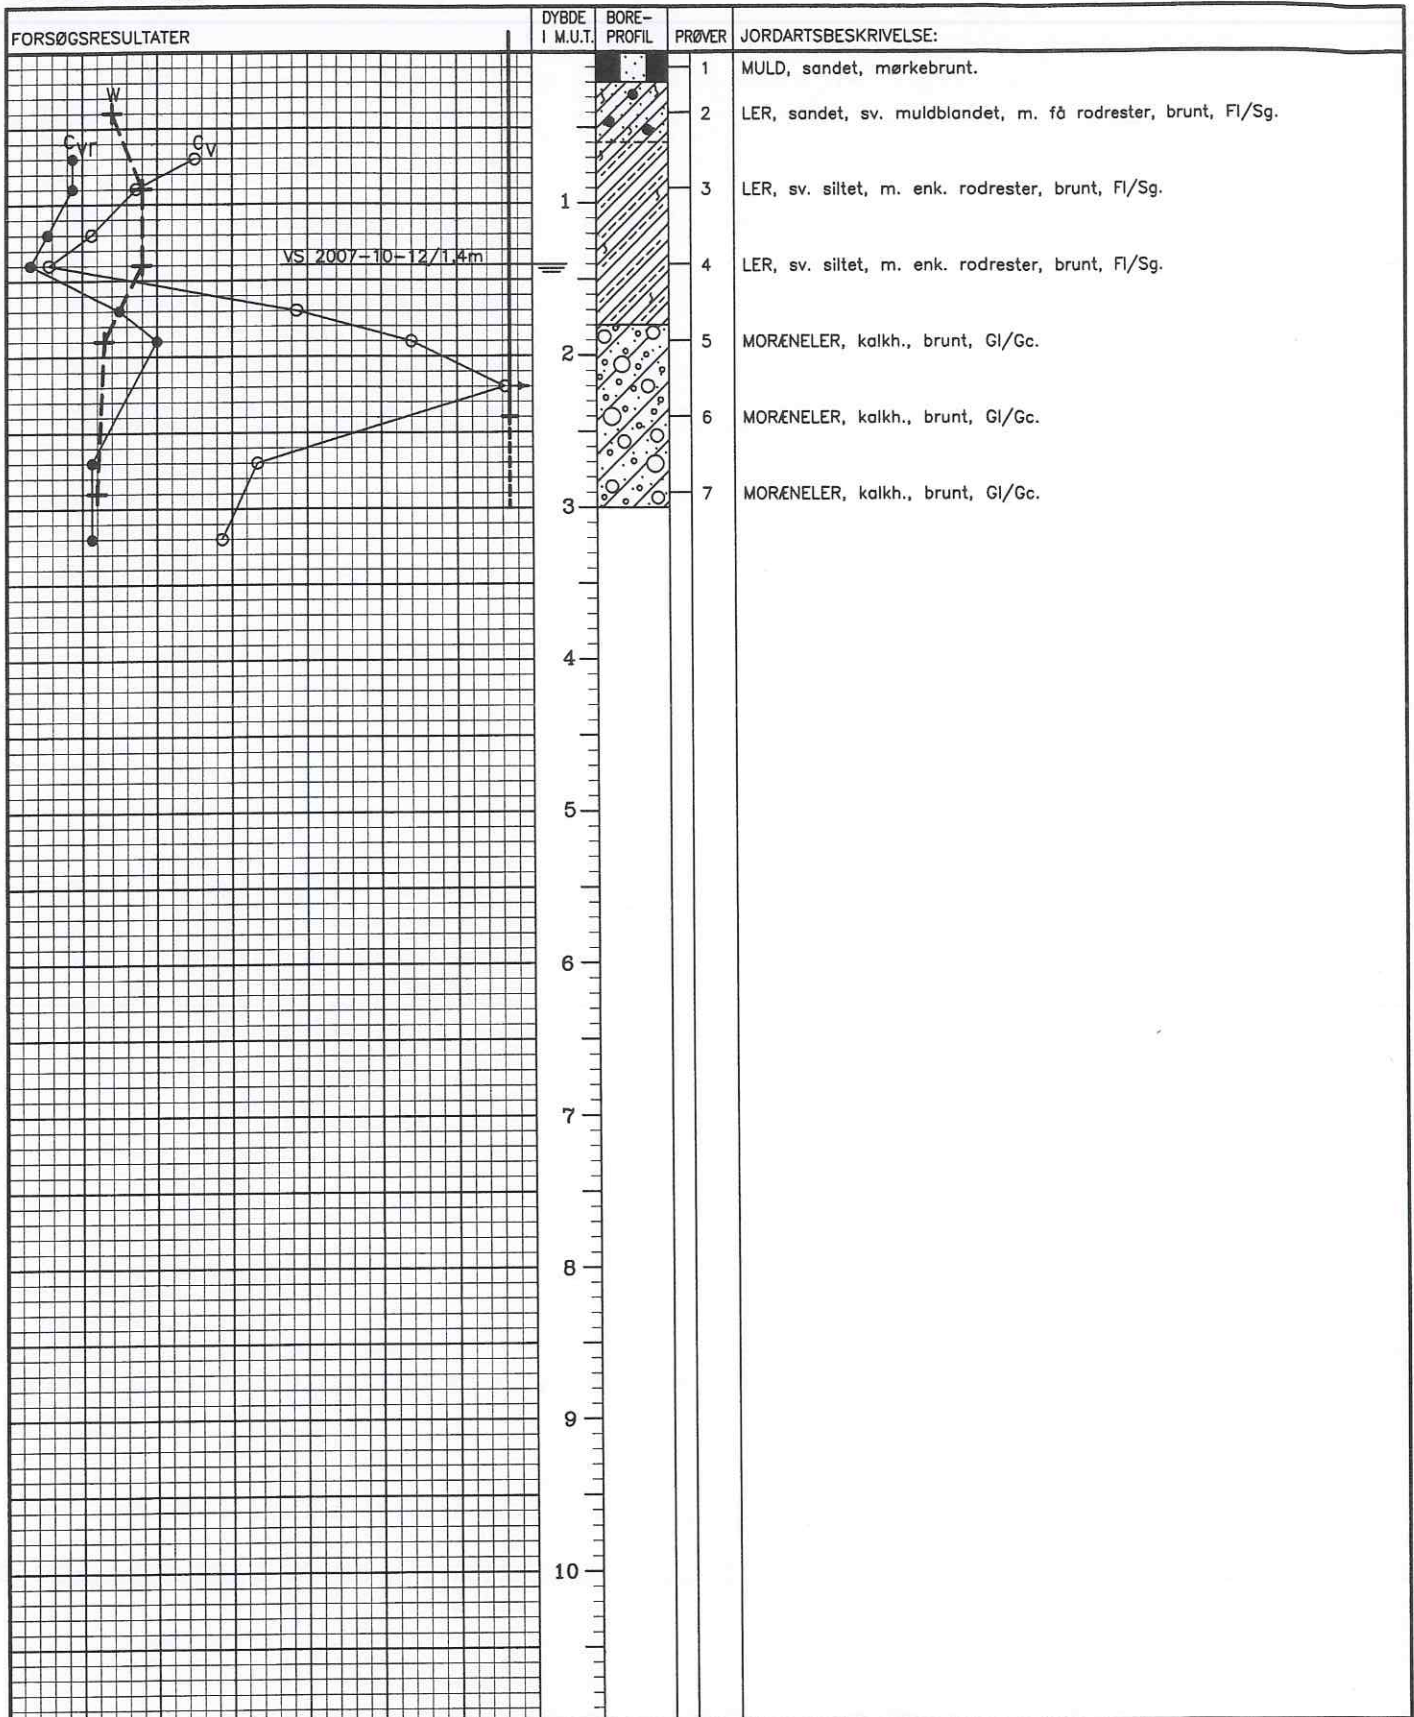 FORSØGSRESULTATER
DYBDE I M.U.T.
BORE-PROFIL
PRØVER
JORDARTSBESKRIVELSE:
1 MULD, sandet, mørkebrunt.
W
2 LER, sandet, sv. muldblandet, m. få rodrester, brunt, Fl/Sg.
Cvr
Cv
3 LER, sv. siltet, m. enk. rodrester, brunt, Fl/Sg.
1
VS 2007-10-12/1,4m
4 LER, sv. siltet, m. enk. rodrester, brunt, Fl/Sg.
5 MORÆNELER, kalkh., brunt, Gl/Gc.
2
6 MORÆNELER, kalkh., brunt, Gl/Gc.
7 MORÆNELER, kalkh., brunt, Gl/Gc.
3
4
5
6
7
8
9
10